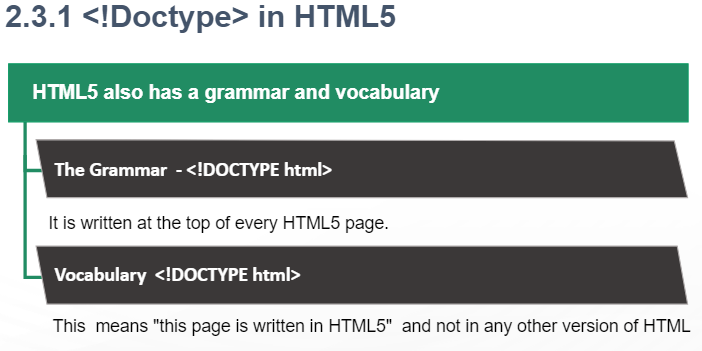 2.3.1 <!Doctype> in HTML5
HTML5 also has a grammar and vocabulary
The Grammar - <!DOCTYPE html>
It is written at the top of every HTML5 page.
Vocabulary <!DOCTYPE html>
This means "this page is written in HTML5" and not in any other version of HTML